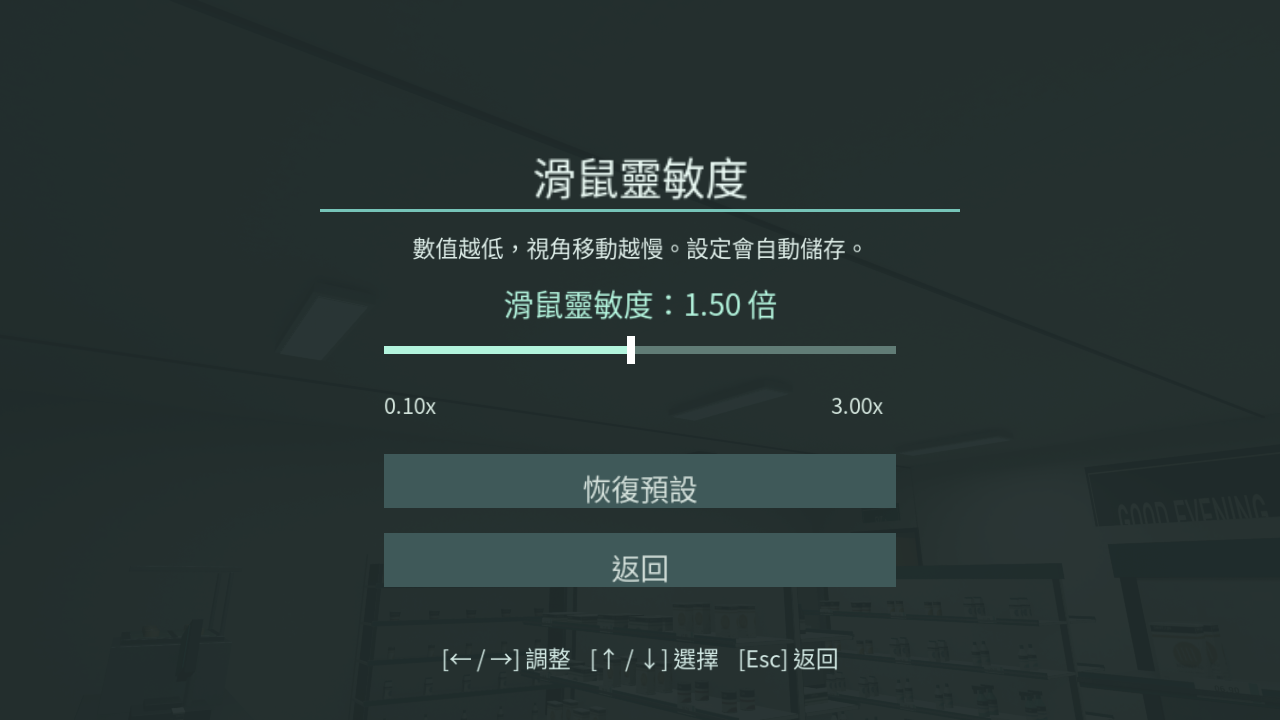 滑鼠靈敏度
數值越低，視角移動越慢。設定會自動儲存。
滑鼠靈敏度：1.50 倍
0.10x 3.00x
恢復預設
GOOD EVENING
返回
[← / →] 調整 [↑ / ↓] 選擇 [Esc] 返回